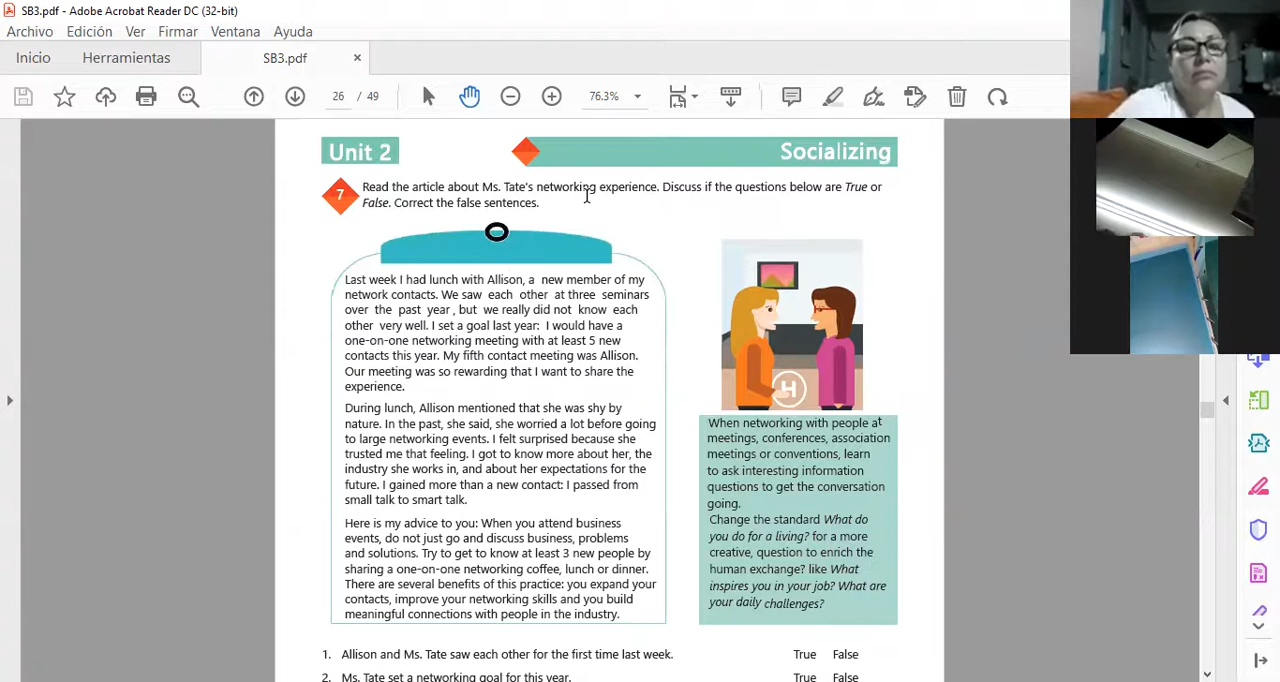 SB3.pdf - Adobe Acrobat Reader DC (32-bit)
Archivo Edición Ver Firmar Ventana Ayuda
Inicio Herramientas SB3.pdf ×
26 / 49 76.3%
Unit 2 Socializing
7 Read the article about Ms. Tate's networking experience. Discuss if the questions below are True or
False. Correct the false sentences.
Last week I had lunch with Allison, a new member of my
network contacts. We saw each other at three seminars
over the past year , but we really did not know each
other very well. I set a goal last year: I would have a
one-on-one networking meeting with at least 5 new
contacts this year. My fifth contact meeting was Allison.
Our meeting was so rewarding that I want to share the
experience.
During lunch, Allison mentioned that she was shy by
nature. In the past, she said, she worried a lot before going
to large networking events. I felt surprised because she
trusted me that feeling. I got to know more about her, the
industry she works in, and about her expectations for the
future. I gained more than a new contact: I passed from
small talk to smart talk.
Here is my advice to you: When you attend business
events, do not just go and discuss business, problems
and solutions. Try to get to know at least 3 new people by
sharing a one-on-one networking coffee, lunch or dinner.
There are several benefits of this practice: you expand your
contacts, improve your networking skills and you build
meaningful connections with people in the industry.
H
When networking with people at
meetings, conferences, association
meetings or conventions, learn
to ask interesting information
questions to get the conversation
going.
Change the standard What do
you do for a living? for a more
creative, question to enrich the
human exchange? like What
inspires you in your job? What are
your daily challenges?
1. Allison and Ms. Tate saw each other for the first time last week. True False
2. Ms. Tate set a networking goal for this year. True False